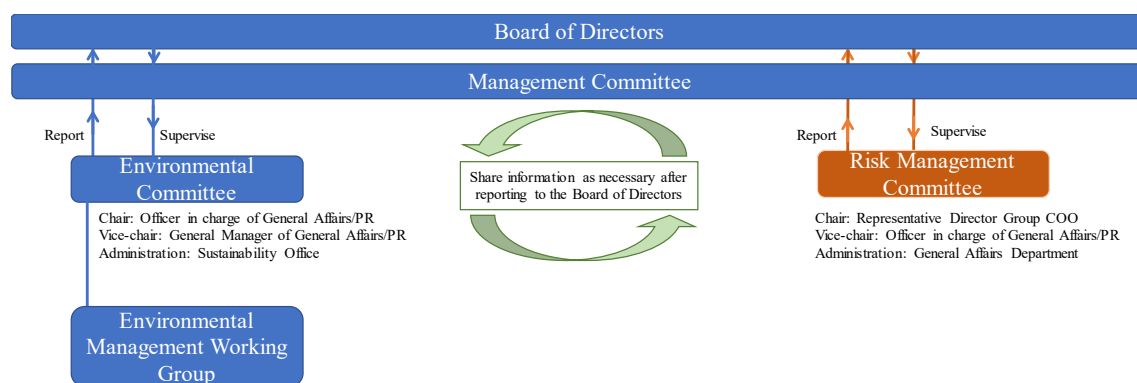 Board of Directors
Management Committee
Report
Supervise
Environmental
Committee
Chair: Officer in charge of General Affairs/PR
Vice-chair: General Manager of General Affairs/PR
Administration: Sustainability Office
Environmental
Management Working
Group
Share information as necessary after
reporting to the Board of Directors
Report
Supervise
Risk Management
Committee
Chair: Representative Director Group COO
Vice-chair: Officer in charge of General Affairs/PR
Administration: General Affairs Department